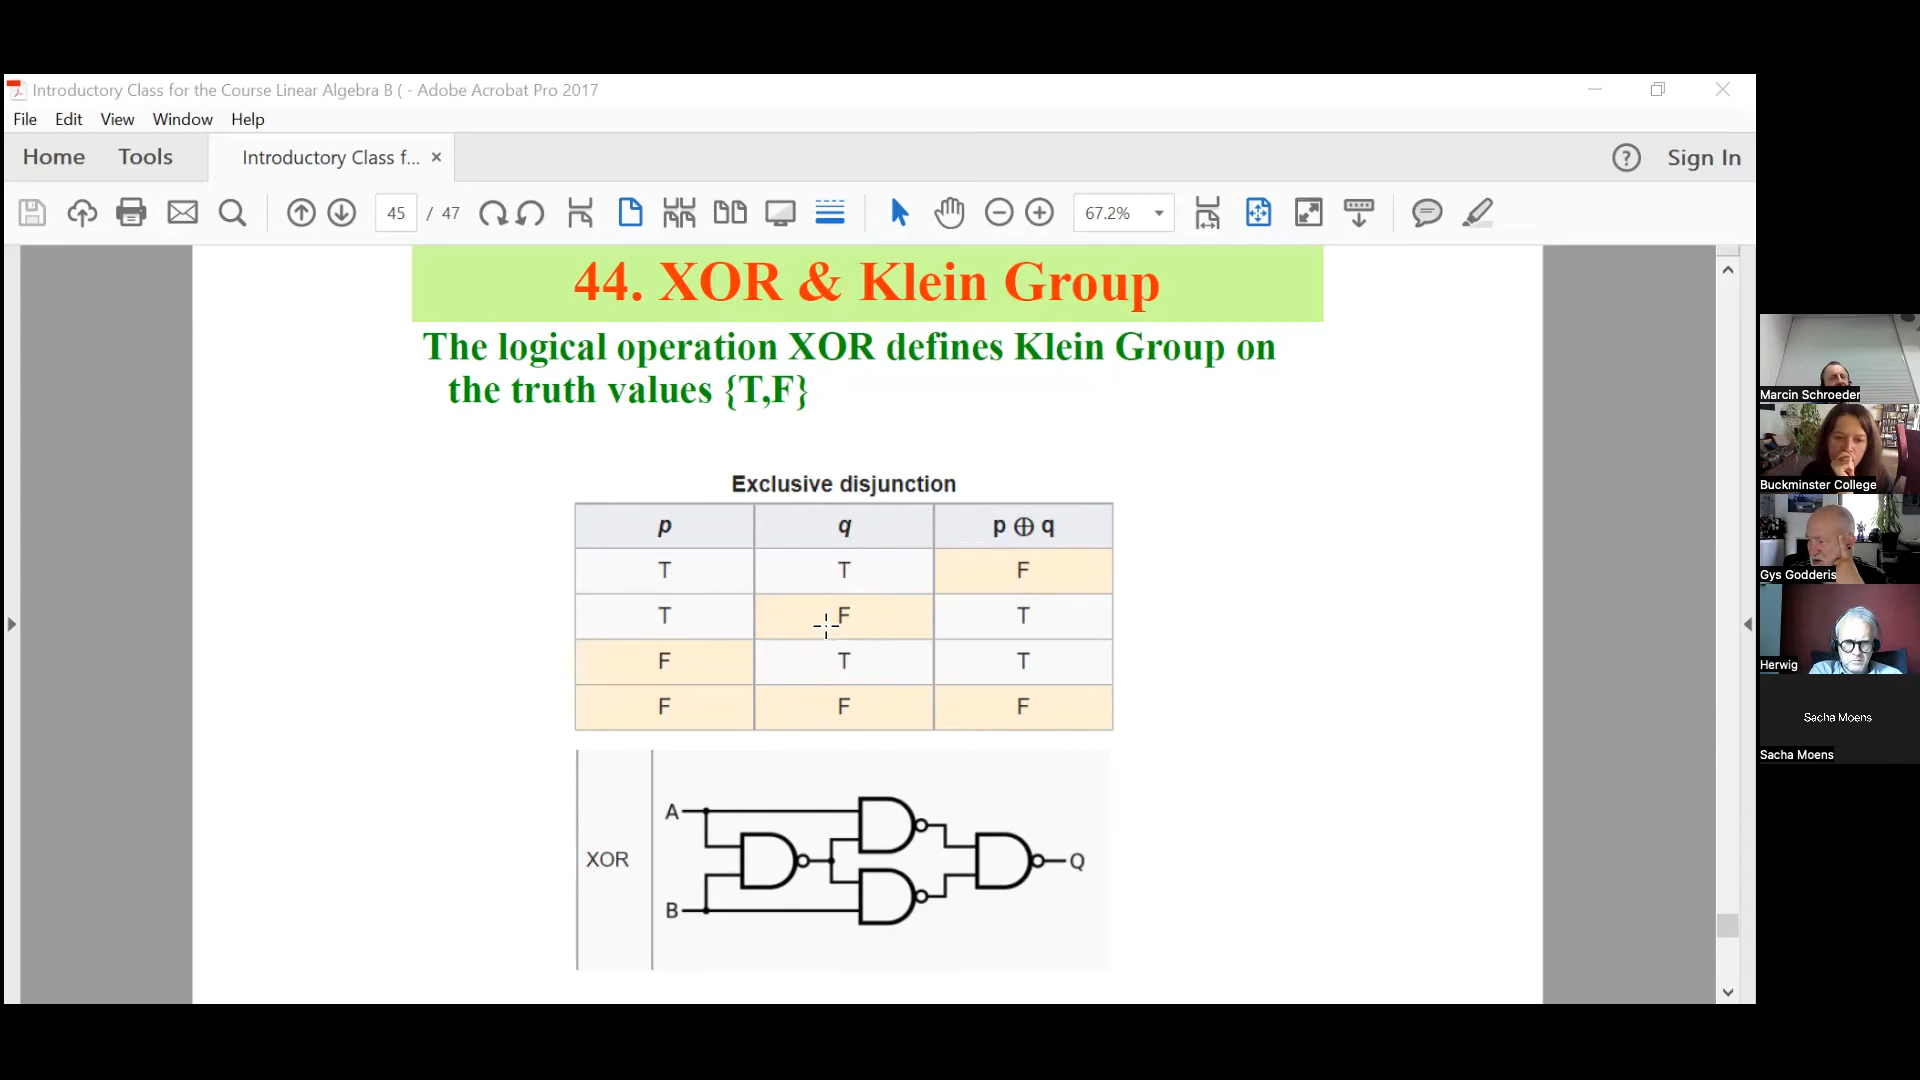 Introductory Class for the Course Linear Algebra B ( - Adobe Acrobat Pro 2017
File Edit View Window Help
Home Tools Introductory Class f... × Sign In
45 / 47 67.2%
44. XOR & Klein Group
The logical operation XOR defines Klein Group on
the truth values {T,F}
Exclusive disjunction
p q p ⊕ q
T T F
T F T
F T T
F F F
XOR
A
B
Q
Marcin Schroeder
Buckminster College
Gys Godderis
Herwig
Sacha Moens
Sacha Moens